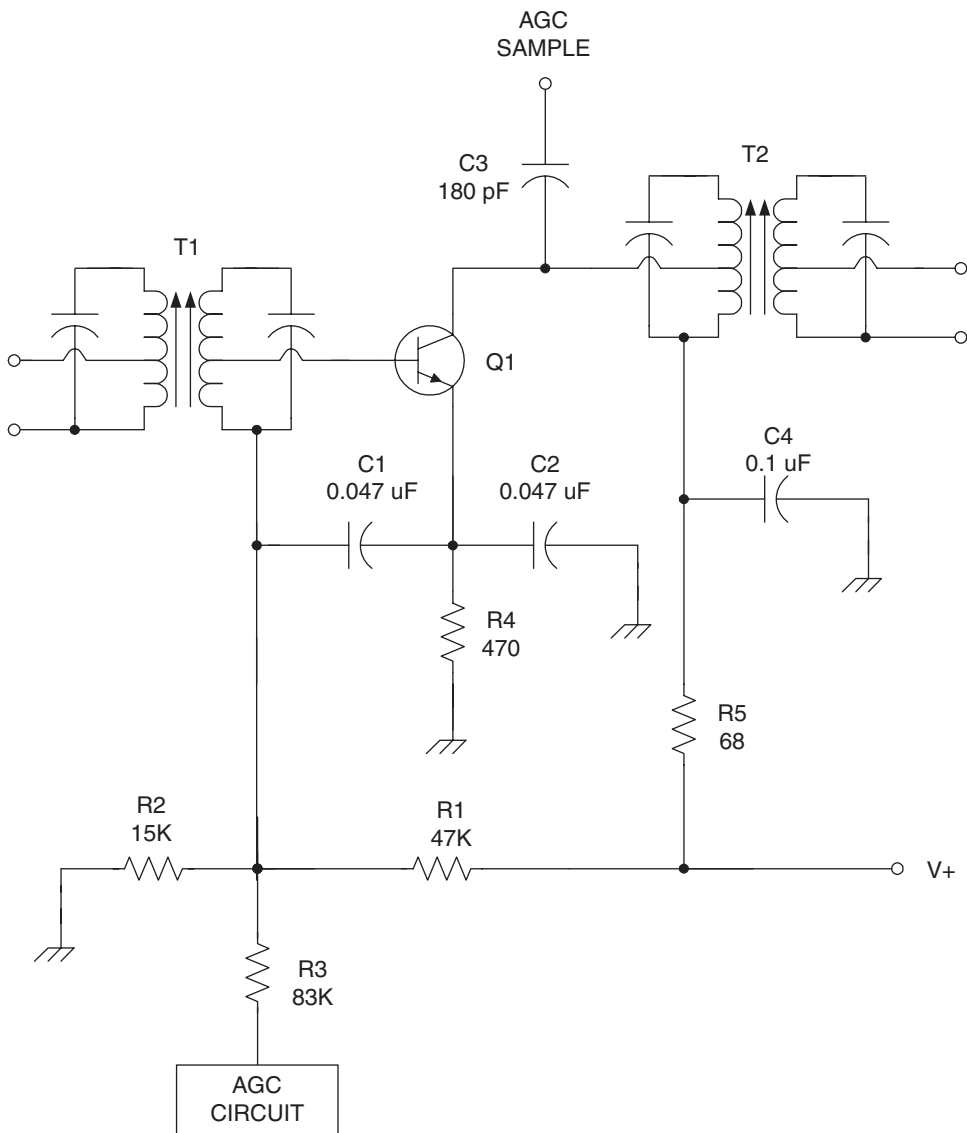 AGC
SAMPLE
C3
180 pF
T2
T1
Q1
C1
0.047 uF
C2
0.047 uF
C4
0.1 uF
R4
470
R5
68
R2
15K
R1
47K
V+
R3
83K
AGC
CIRCUIT